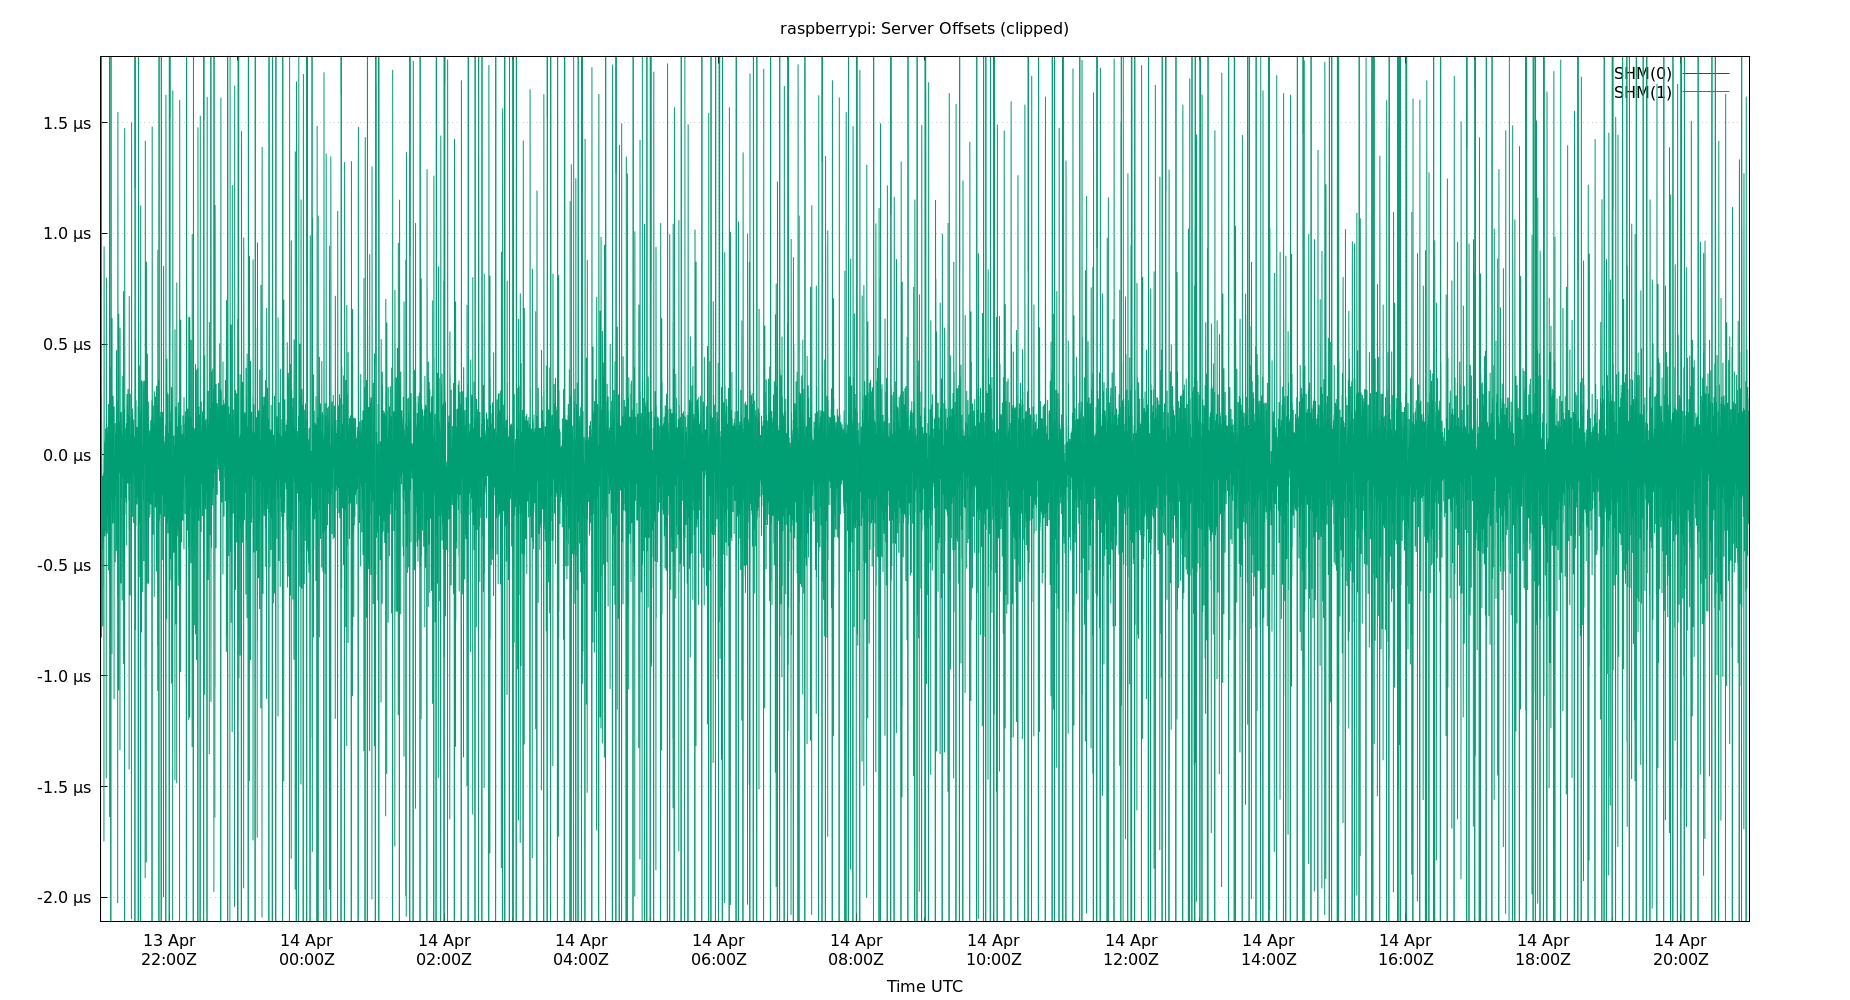 raspberrypi: Server Offsets (clipped)
SHM(0)
SHM(1)
1.5 μs
1.0 μs
0.5 μs
0.0 μs
-0.5 μs
-1.0 μs
-1.5 μs
-2.0 μs
13 Apr 14 Apr 14 Apr 14 Apr 14 Apr 14 Apr 14 Apr 14 Apr 14 Apr 14 Apr 14 Apr 14 Apr
22:00Z 00:00Z 02:00Z 04:00Z 06:00Z 08:00Z 10:00Z 12:00Z 14:00Z 16:00Z 18:00Z 20:00Z
Time UTC